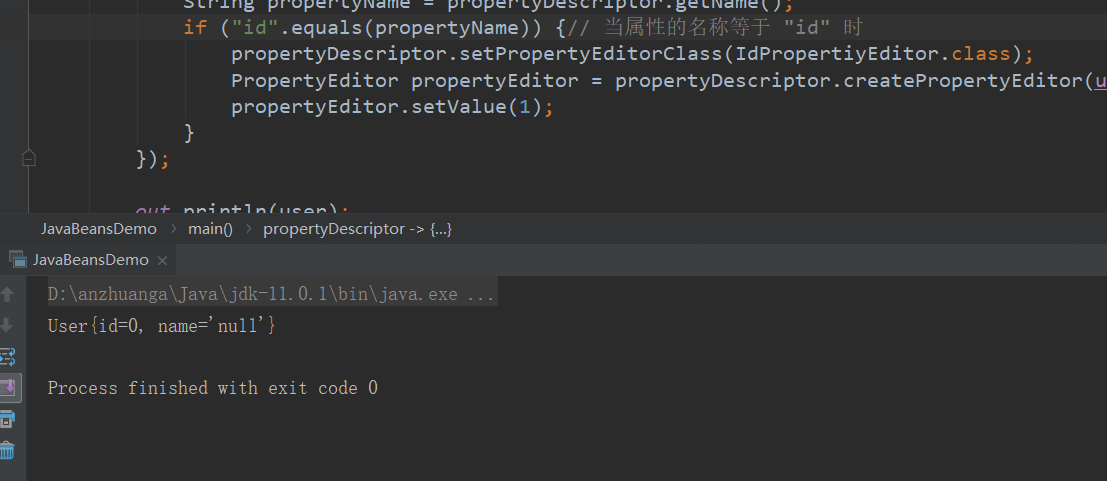 String propertyName = propertyDescriptor.getName();
if ("id".equals(propertyName)) {// 当属性的名称等于 "id" 时
propertyDescriptor.setPropertyEditorClass(IdPropertiyEditor.class);
PropertyEditor propertyEditor = propertyDescriptor.createPropertyEditor(u
propertyEditor.setValue(1);
}
});
out.println(user);
JavaBeansDemo > main() > propertyDescriptor -> {...}
JavaBeansDemo ×
D:\anzhuanga\Java\jdk-11.0.1\bin\java.exe ...
User{id=0, name='null'}
Process finished with exit code 0